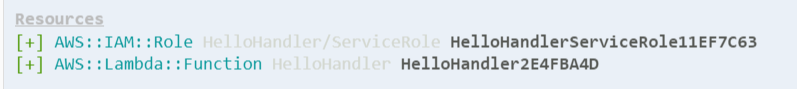 Resources
[+] AWS::IAM::Role HelloHandler/ServiceRole HelloHandlerServiceRole11EF7C63
[+] AWS::Lambda::Function HelloHandler HelloHandler2E4FBA4D